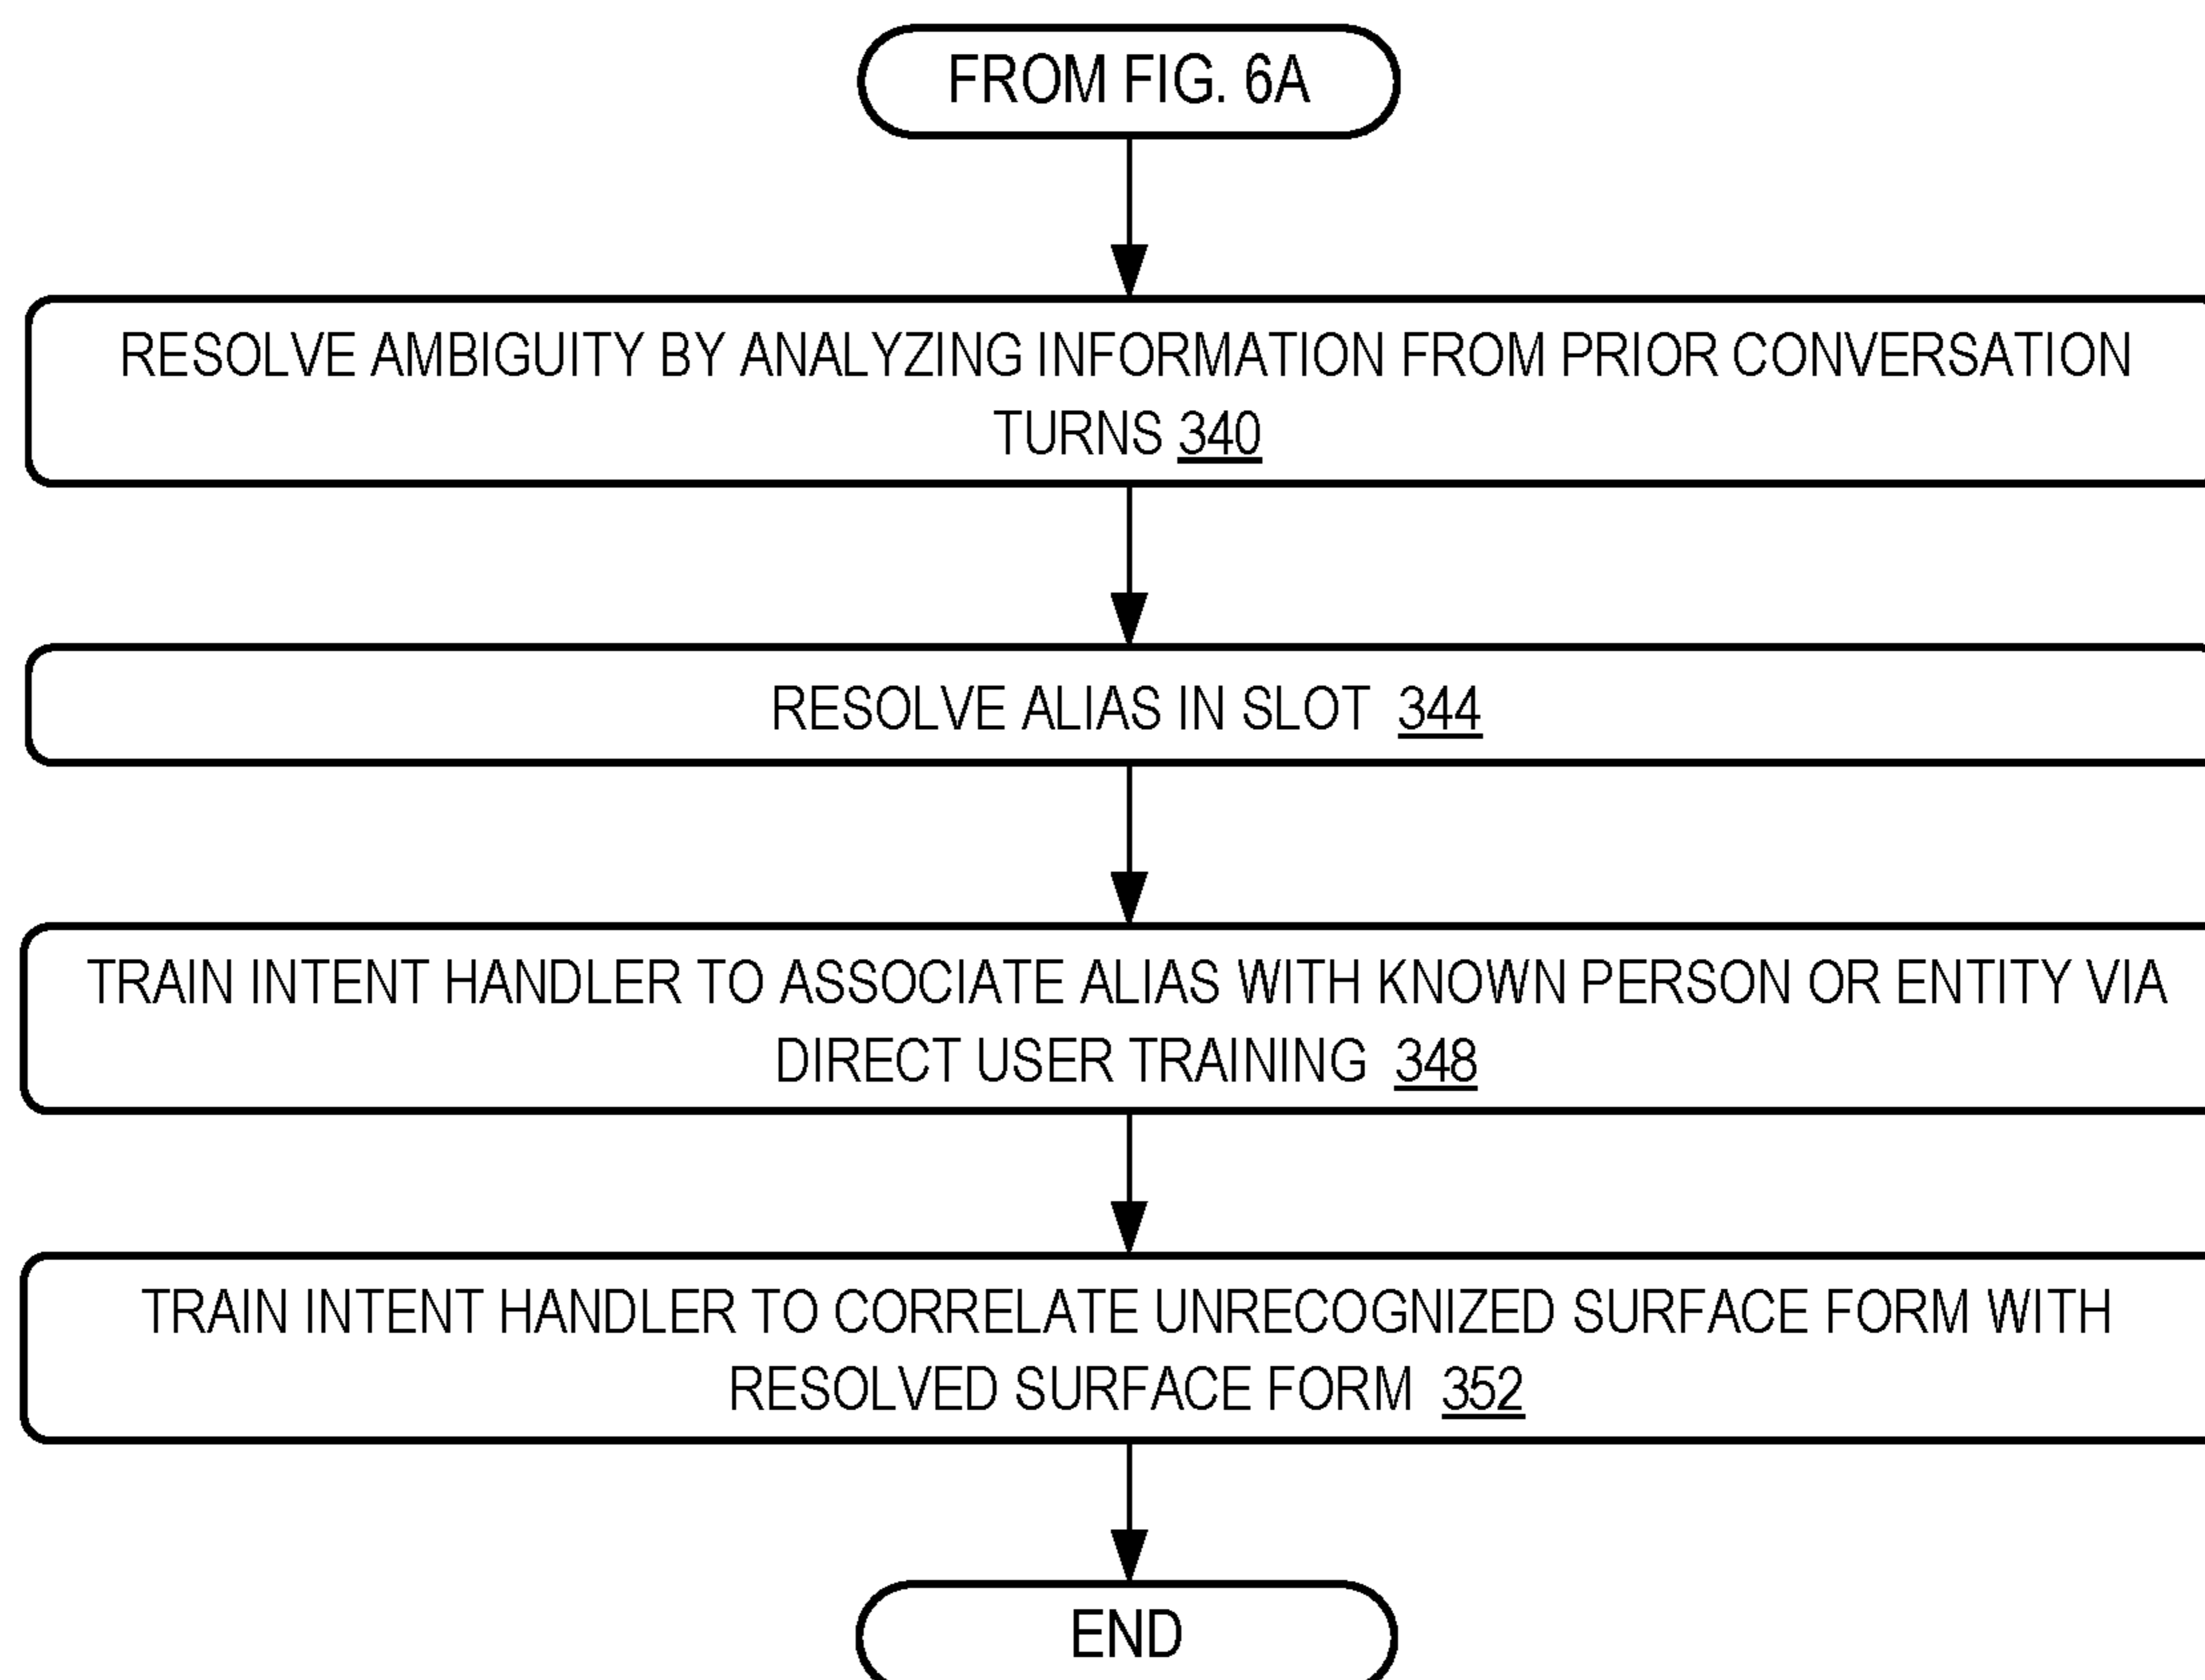 FROM FIG. 6A
RESOLVE AMBIGUITY BY ANALYZING INFORMATION FROM PRIOR CONVERSATION
TURNS 340
RESOLVE ALIAS IN SLOT 344
TRAIN INTENT HANDLER TO ASSOCIATE ALIAS WITH KNOWN PERSON OR ENTITY VIA
DIRECT USER TRAINING 348
TRAIN INTENT HANDLER TO CORRELATE UNRECOGNIZED SURFACE FORM WITH
RESOLVED SURFACE FORM 352
END